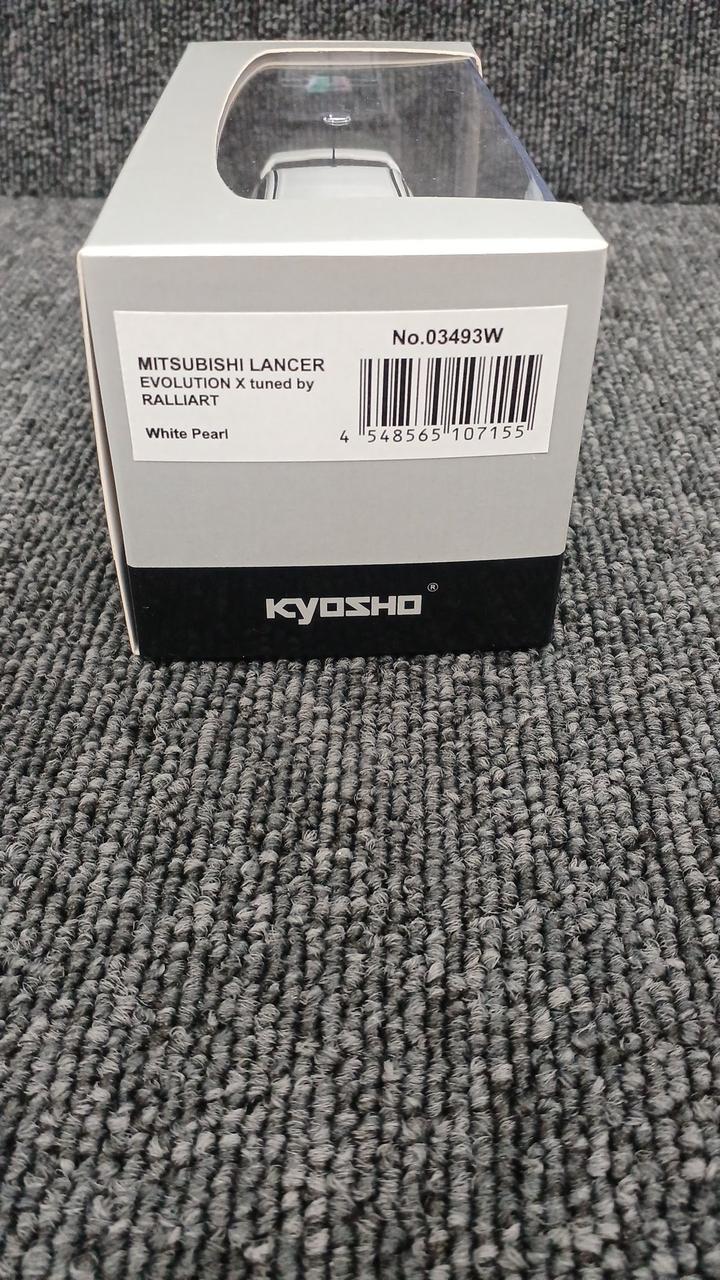 No.03493W
MITSUBISHI LANCER
EVOLUTION X tuned by
RALLIART
White Pearl
4 548565 107155
KYOSHO®